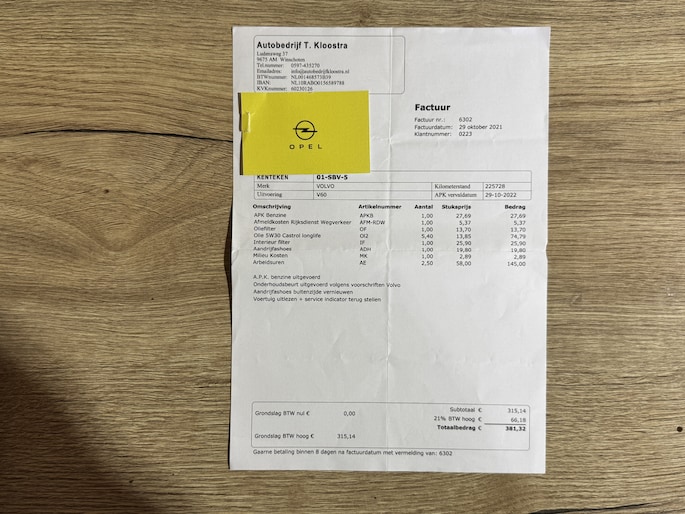 Autobedrijf T. Kloostra
9675 AM Winschoten
Tel.nummer: 0597-435270
Emailadres: info@autobedrijfkloostra.nl
BTWnummer: NL001468573B39
IBAN: NL10RABO0156589788
KVKnummer: 60230126
OPEL
Factuur
Factuur nr.: 6302
Factuurdatum: 29 oktober 2021
Klantnummer: 0223
KENTEKEN 01-SBV-5
Merk VOLVO Kilometerstand 225728
Uitvoering V60 APK vervaldatum 29-10-2022
Omschrijving Artikelnummer Aantal Stuksprijs Bedrag
APK Benzine APKB 1,00 27,69 27,69
Afmeldkosten Rijksdienst Wegverkeer AFM-RDW 1,00 5,37 5,37
Oliefilter OF 1,00 13,70 13,70
Olie 5W30 Castrol longlife OI2 5,40 13,85 74,79
Interieur filter IF 1,00 25,90 25,90
Aandrijfashoes ADH 1,00 19,80 19,80
Milieu Kosten MK 1,00 2,89 2,89
Arbeidsuren AE 2,50 58,00 145,00
A.P.K. benzine uitgevoerd
Onderhoudsbeurt uitgevoerd volgens voorschriften Volvo
Aandrijfashoes buitenzijde vernieuwen
Voertuig uitlezen + service indicator terug stellen
Grondslag BTW nul € 0,00
Grondslag BTW hoog € 315,14
Subtotaal € 315,14
21% BTW hoog € 66,18
Totaalbedrag € 381,32
Gaarne betaling binnen 8 dagen na factuurdatum met vermelding van: 6302